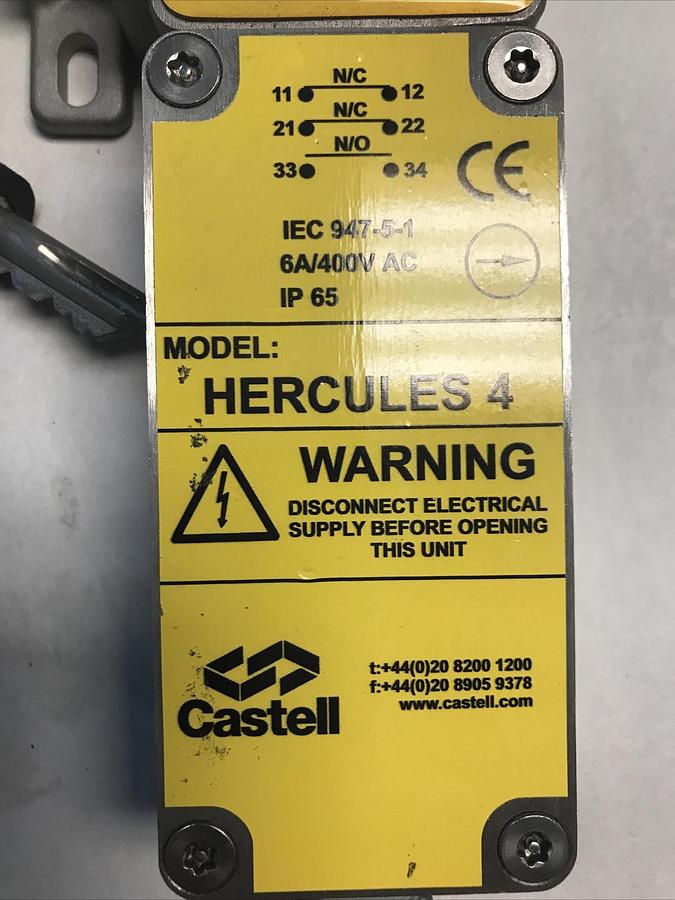 N/C
11 12
N/C
21 22
N/O
33 34
CE
IEC 947-5-1
6A/400V AC
IP 65
MODEL:
HERCULES 4
WARNING
DISCONNECT ELECTRICAL
SUPPLY BEFORE OPENING
THIS UNIT
Castell
t:+44(0)20 8200 1200
f:+44(0)20 8905 9378
www.castell.com